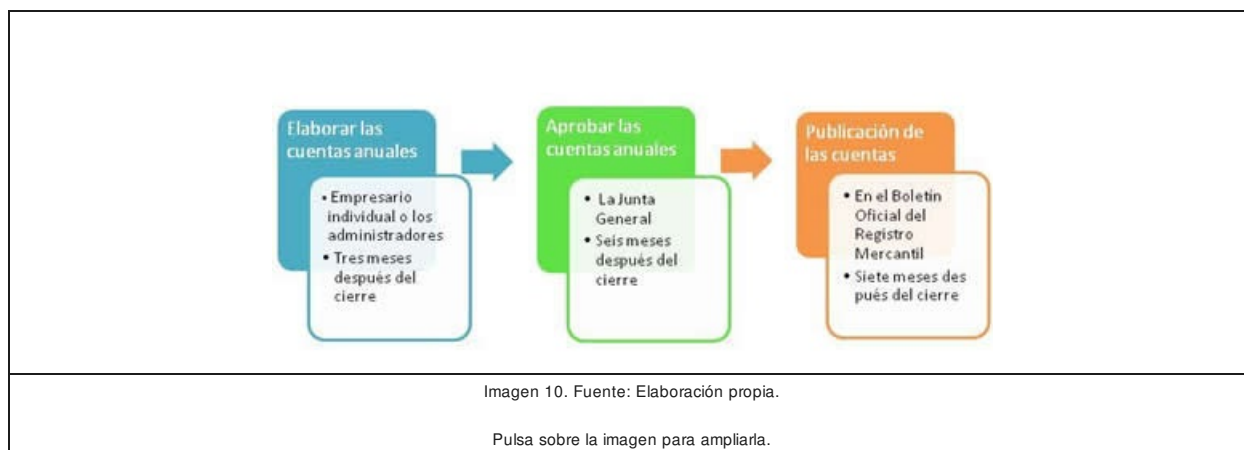 Elaborar las
cuentas anuales
• Empresario
individual o los
administradores
• Tres meses
después del
cierre
Aprobar las
cuentas anuales
• La Junta
General
• Seis meses
después del
cierre
Publicación de
las cuentas
• En el Boletin
Oficial del
Registro
Mercantil
• Siete meses des
pués del cierre
Imagen 10. Fuente: Elaboración propia.
Pulsa sobre la imagen para ampliarla.